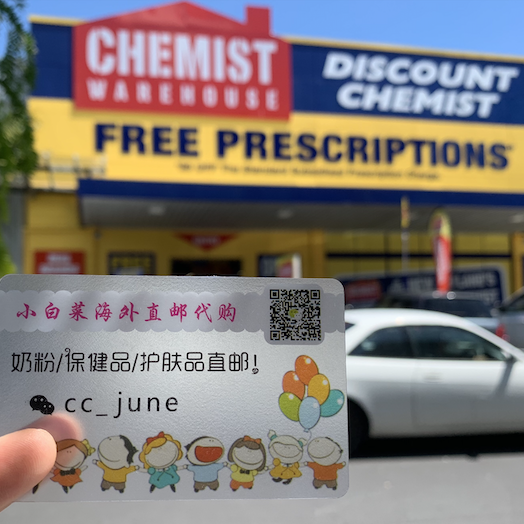 CHEMIST
WAREHOUSE
DISCOUNT
CHEMIST
FREE PRESCRIPTIONS*
小白菜海外直邮代购
奶粉/保健品/护肤品直邮!
cc_june